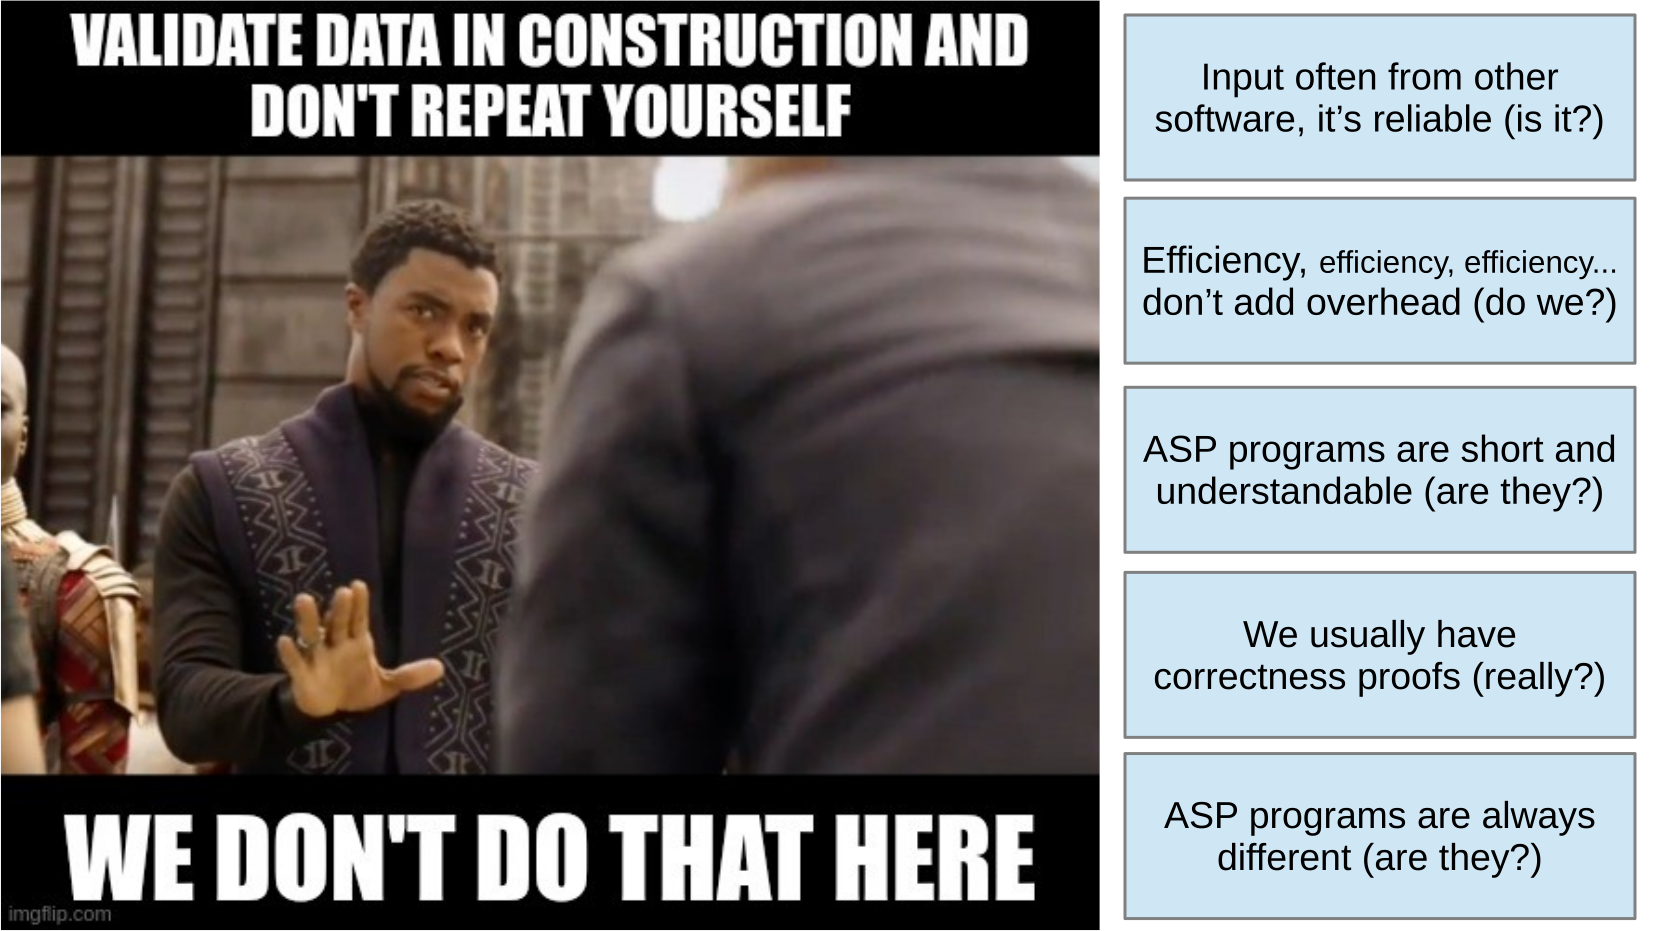 VALIDATE DATA IN CONSTRUCTION AND
DON'T REPEAT YOURSELF
WE DON'T DO THAT HERE
imgflip.com
Input often from other
software, it’s reliable (is it?)
Efficiency, efficiency, efficiency...
don’t add overhead (do we?)
ASP programs are short and
understandable (are they?)
We usually have
correctness proofs (really?)
ASP programs are always
different (are they?)